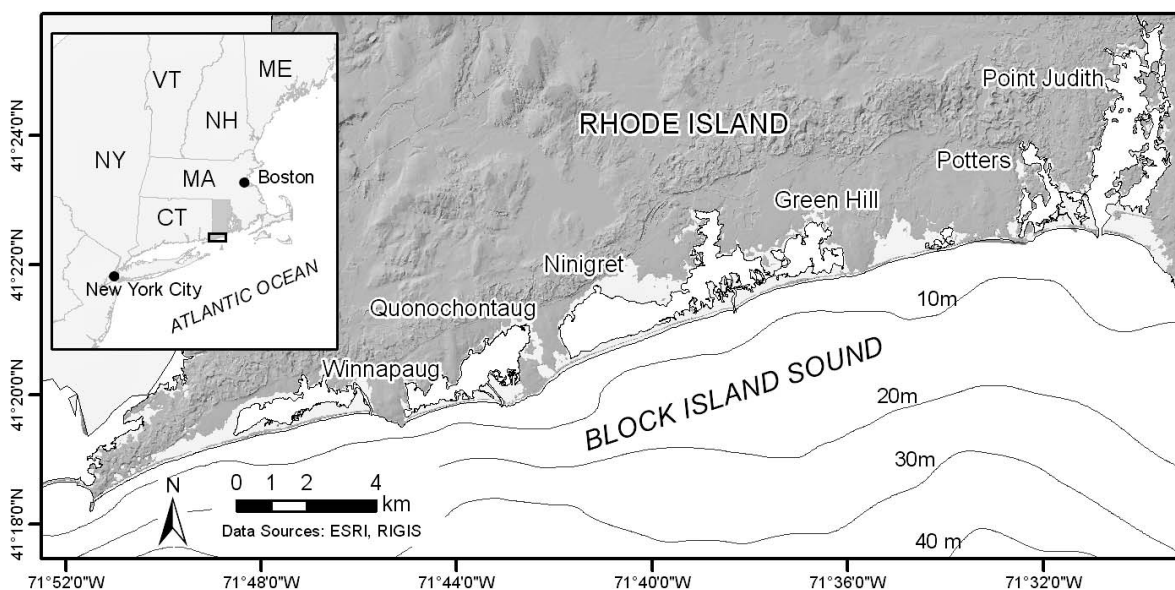 VT
ME
NH
NY
MA
Boston
CT
New York City
ATLANTIC OCEAN
RHODE ISLAND
Point Judith
Potters
Green Hill
Ninigret
Quonochontaug
Winnapaug
BLOCK ISLAND SOUND
10m
20m
30m
40 m
N
0 1 2 4
km
Data Sources: ESRI, RIGIS
41°24'0"N
41°22'0"N
41°20'0"N
41°18'0"N
71°52'0"W 71°48'0"W 71°44'0"W 71°40'0"W 71°36'0"W 71°32'0"W